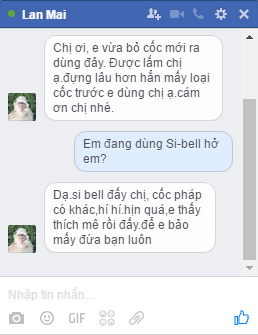 Lan Mai
Chị ơi, e vừa bỏ cốc mới ra
dùng đây. Được lắm chị
ạ.đựng lâu hơn hẳn mấy loại
cốc trước e dùng chị ạ.cám
ơn chị nhé.
Em đang dùng Si-bell hở
em?
Dạ.si bell đấy chị, cốc pháp
có khác,hí hí.hịn quá,e thấy
thích mê rồi đấy.để e bảo
mấy đứa bạn luôn
Nhập tin nhắn...
GIF